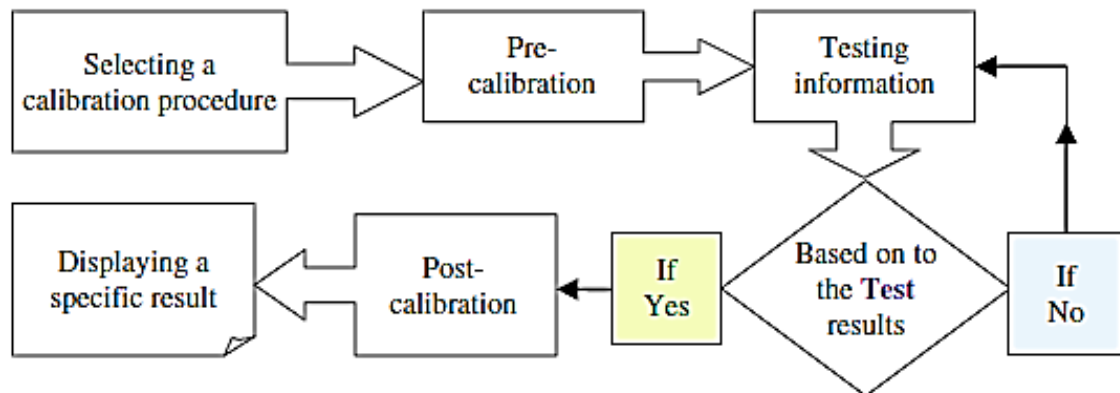 Selecting a
calibration procedure
Pre-
calibration
Testing
information
Based on to
the Test
results
If
No
If
Yes
Post-
calibration
Displaying a
specific result